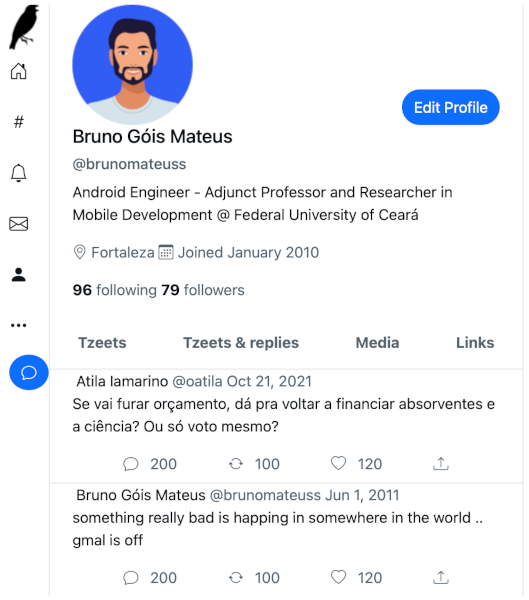 Edit Profile
Bruno Góis Mateus
@brunomateuss
Android Engineer - Adjunct Professor and Researcher in
Mobile Development @ Federal University of Ceará
Fortaleza Joined January 2010
96 following 79 followers
#
Tzeets Tzeets & replies Media Links
Atila Iamarino @oatila Oct 21, 2021
Se vai furar orçamento, dá pra voltar a financiar absorventes e
a ciência? Ou só voto mesmo?
200 100 120
Bruno Góis Mateus @brunomateuss Jun 1, 2011
something really bad is happing in somewhere in the world ..
gmal is off
200 100 120